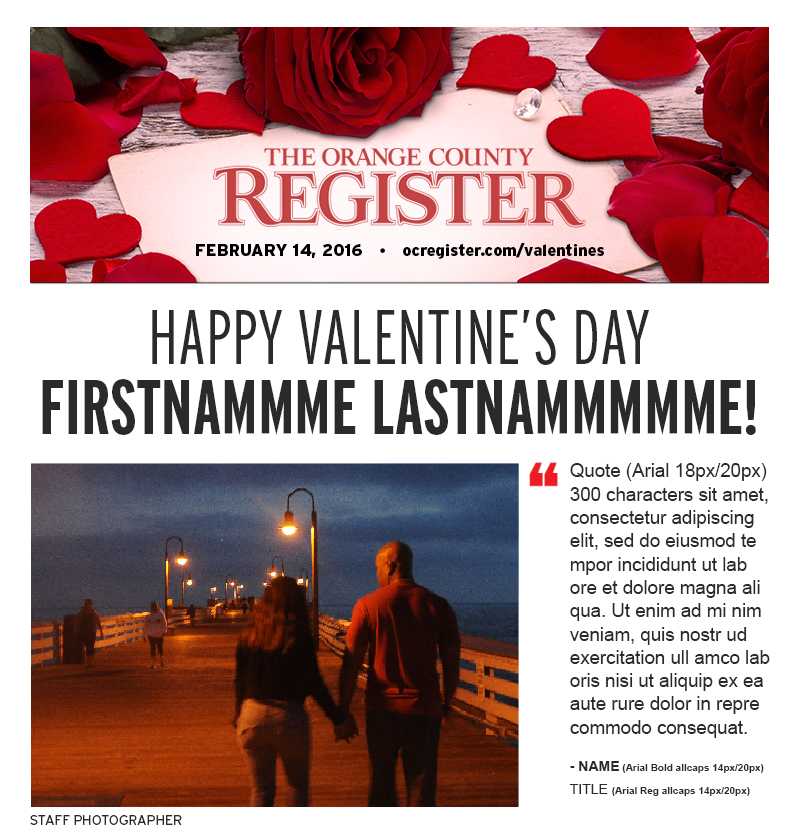 THE ORANGE COUNTY
REGISTER
FEBRUARY 14, 2016 • ocregister.com/valentines
HAPPY VALENTINE'S DAY
FIRSTNAMMME LASTNAMMMMME!
❝ Quote (Arial 18px/20px)
300 characters sit amet,
consectetur adipiscing
elit, sed do eiusmod te
mpor incididunt ut lab
ore et dolore magna ali
qua. Ut enim ad mi nim
veniam, quis nostr ud
exercitation ull amco lab
oris nisi ut aliquip ex ea
aute rure dolor in repre
commodo consequat.
- NAME (Arial Bold allcaps 14px/20px)
TITLE (Arial Reg allcaps 14px/20px)
STAFF PHOTOGRAPHER